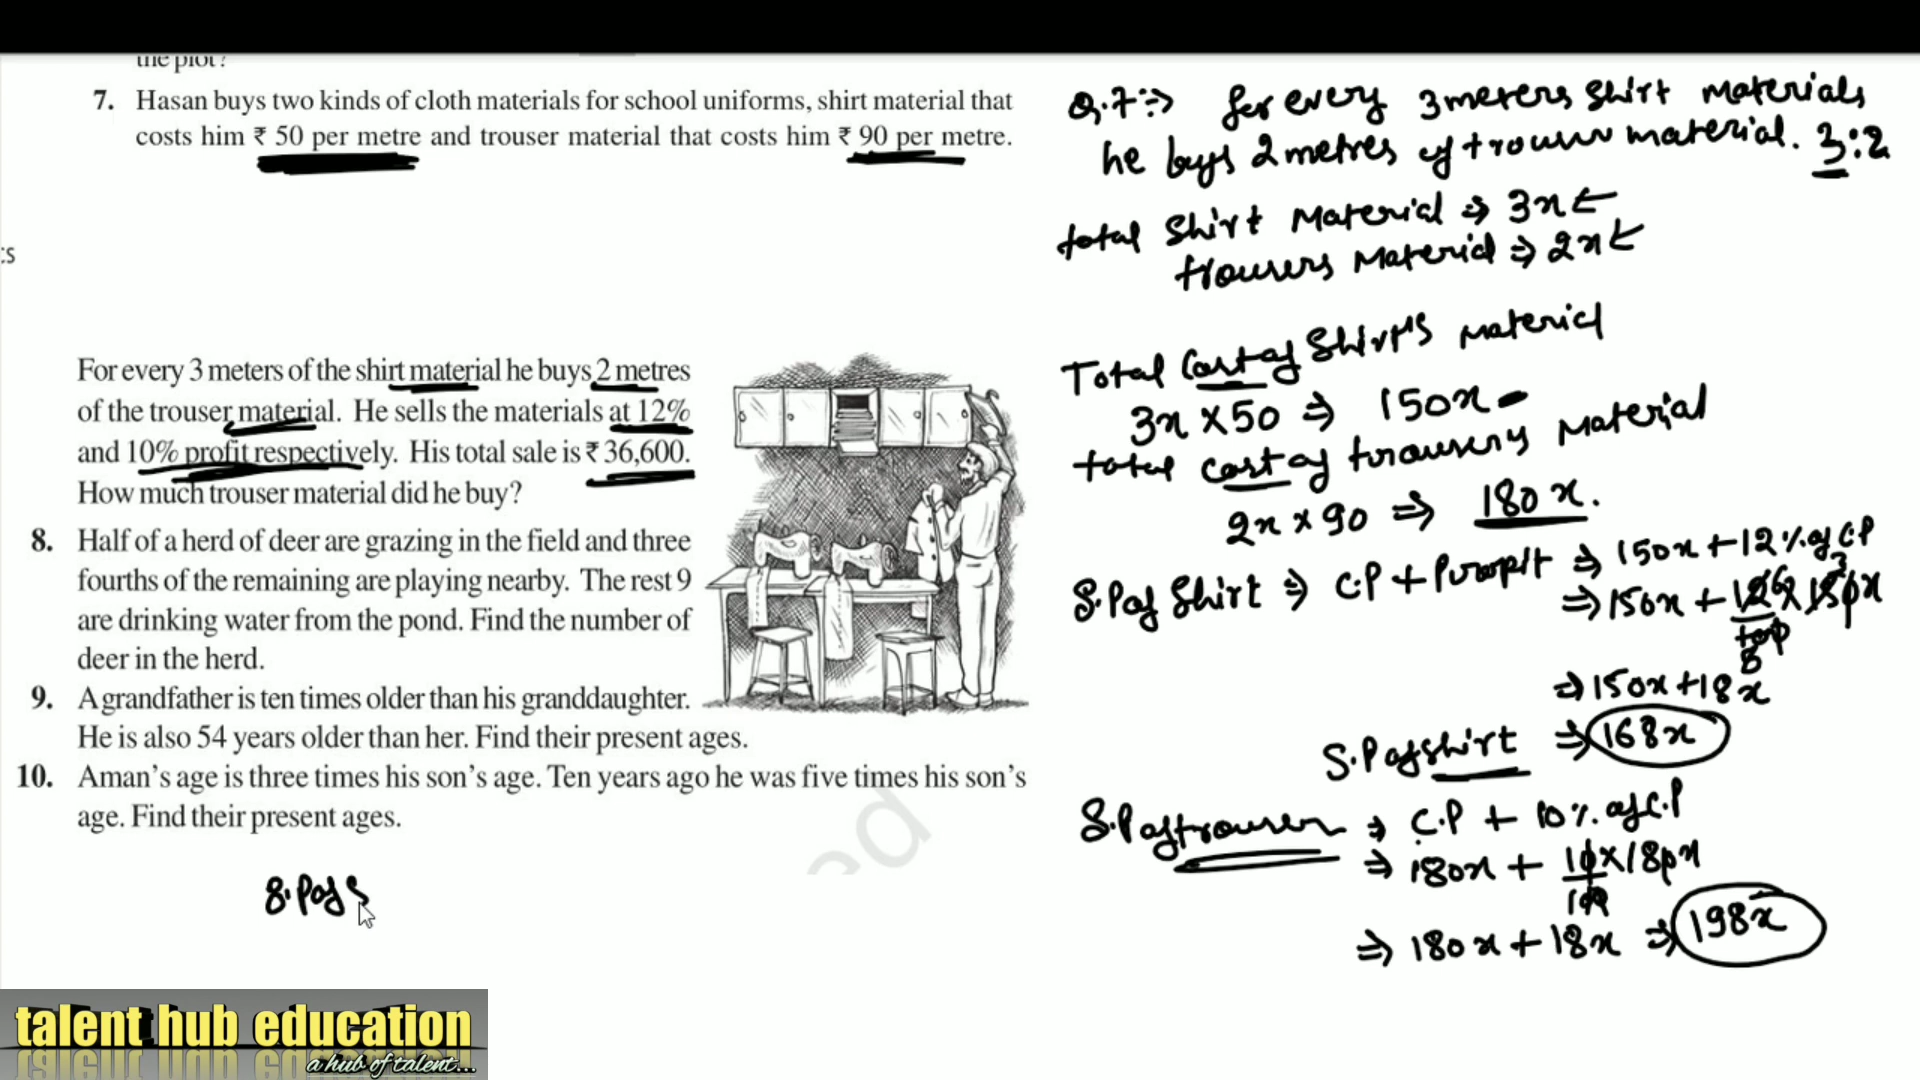 the plot?
7. Hasan buys two kinds of cloth materials for school uniforms, shirt material that
costs him ₹ 50 per metre and trouser material that costs him ₹ 90 per metre.
For every 3 meters of the shirt material he buys 2 metres
of the trouser material. He sells the materials at 12%
and 10% profit respectively. His total sale is ₹ 36,600.
How much trouser material did he buy?
8. Half of a herd of deer are grazing in the field and three
fourths of the remaining are playing nearby. The rest 9
are drinking water from the pond. Find the number of
deer in the herd.
9. A grandfather is ten times older than his granddaughter.
He is also 54 years older than her. Find their present ages.
10. Aman's age is three times his son's age. Ten years ago he was five times his son's
age. Find their present ages.
S.P of S
talent hub education
a hub of talent...
Q.7 ⇒ for every 3 meters shirt materials
he buys 2 metres of trouser material. 3:2
total shirt material ⇒ 3x ←
trousers material ⇒ 2x ←
Total cost of shirt's material
3x × 50 ⇒ 150x
total cost of trousers material
2x × 90 ⇒ 180x.
S.P of shirt ⇒ C.P + ⇒ 150x + 12% of C.P
⇒ 150x + 12/100 × 150x
⇒ 150x + 18x
S.P of shirt ⇒ 168x
S.P of trouser ⇒ C.P + 10% of C.P
⇒ 180x + 10/100 × 180x
⇒ 180x + 18x ⇒ 198x